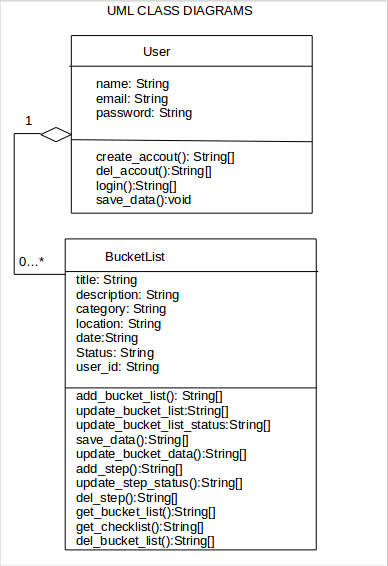 UML CLASS DIAGRAMS
User
name: String
email: String
password: String
1
create_accout(): String[]
del_accout():String[]
login():String[]
save_data():void
BucketList
0...*
title: String
description: String
category: String
location: String
date:String
Status: String
user_id: String
add_bucket_list(): String[]
update_bucket_list:String[]
update_bucket_list_status:String[]
save_data():String[]
update_bucket_data():String[]
add_step():String[]
update_step_status():String[]
del_step():String[]
get_bucket_list():String[]
get_checklist():String[]
del_bucket_list():String[]